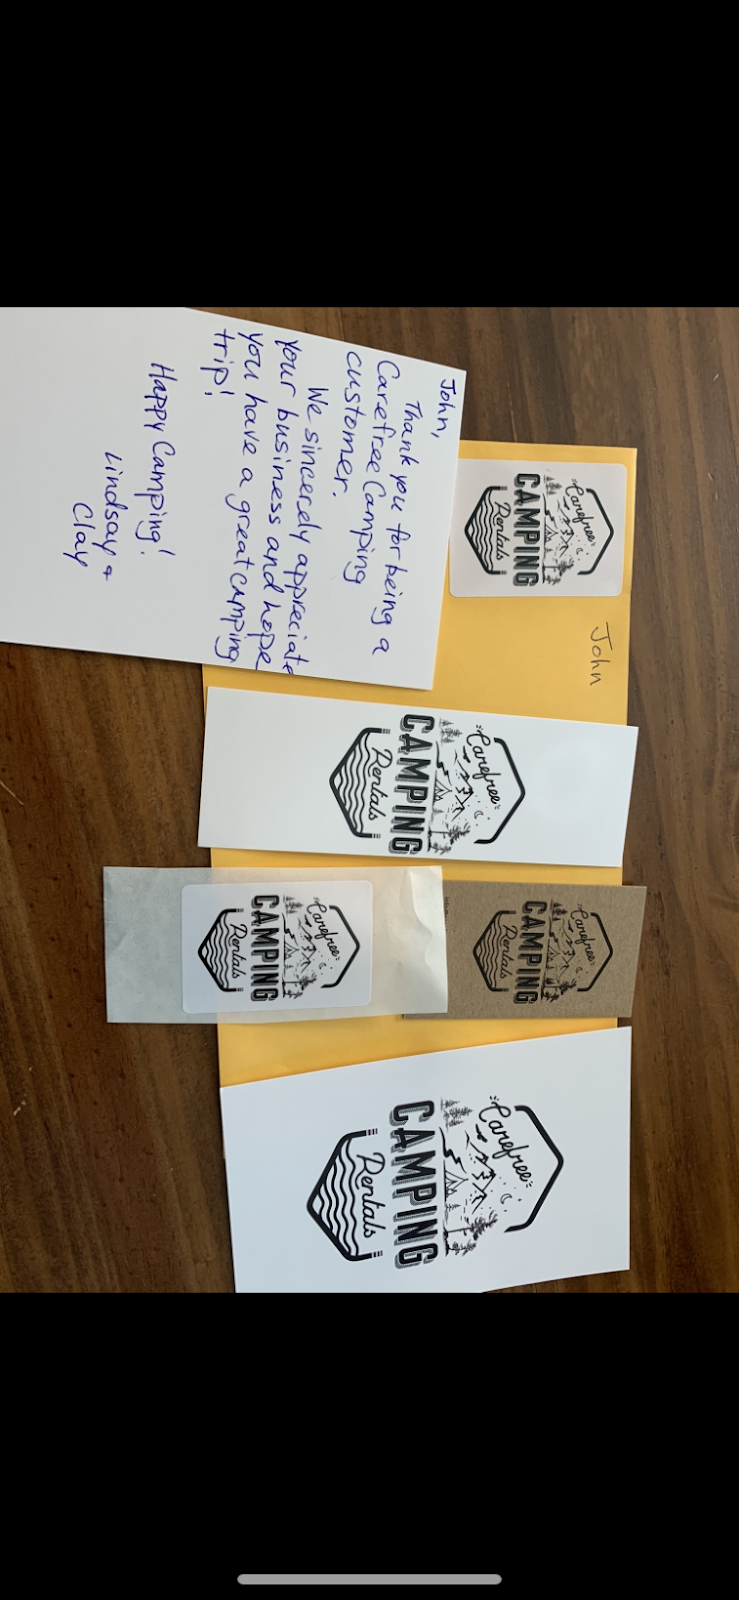 John,
Thank you for being a
Carefree Camping
customer.
We sincerely appreciate
your business and hope
you have a great camping
trip!
Happy Camping!
Lindsay &
Clay
Carefree
CAMPING
Rentals
John
Carefree
CAMPING
Rentals
Carefree
CAMPING
Rentals
Carefree
CAMPING
Rentals
Carefree
CAMPING
Rentals